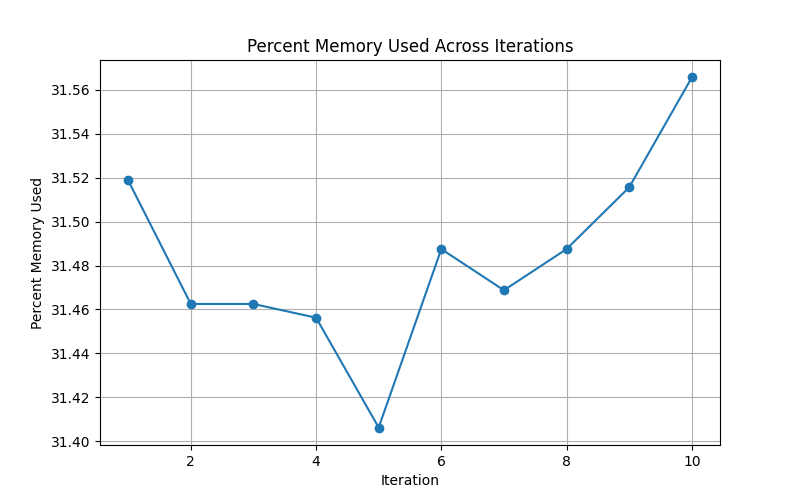 Percent Memory Used Across Iterations
31.56
31.54
31.52
31.50
31.48
31.46
31.44
31.42
31.40
Percent Memory Used
2 4 6 8 10
Iteration